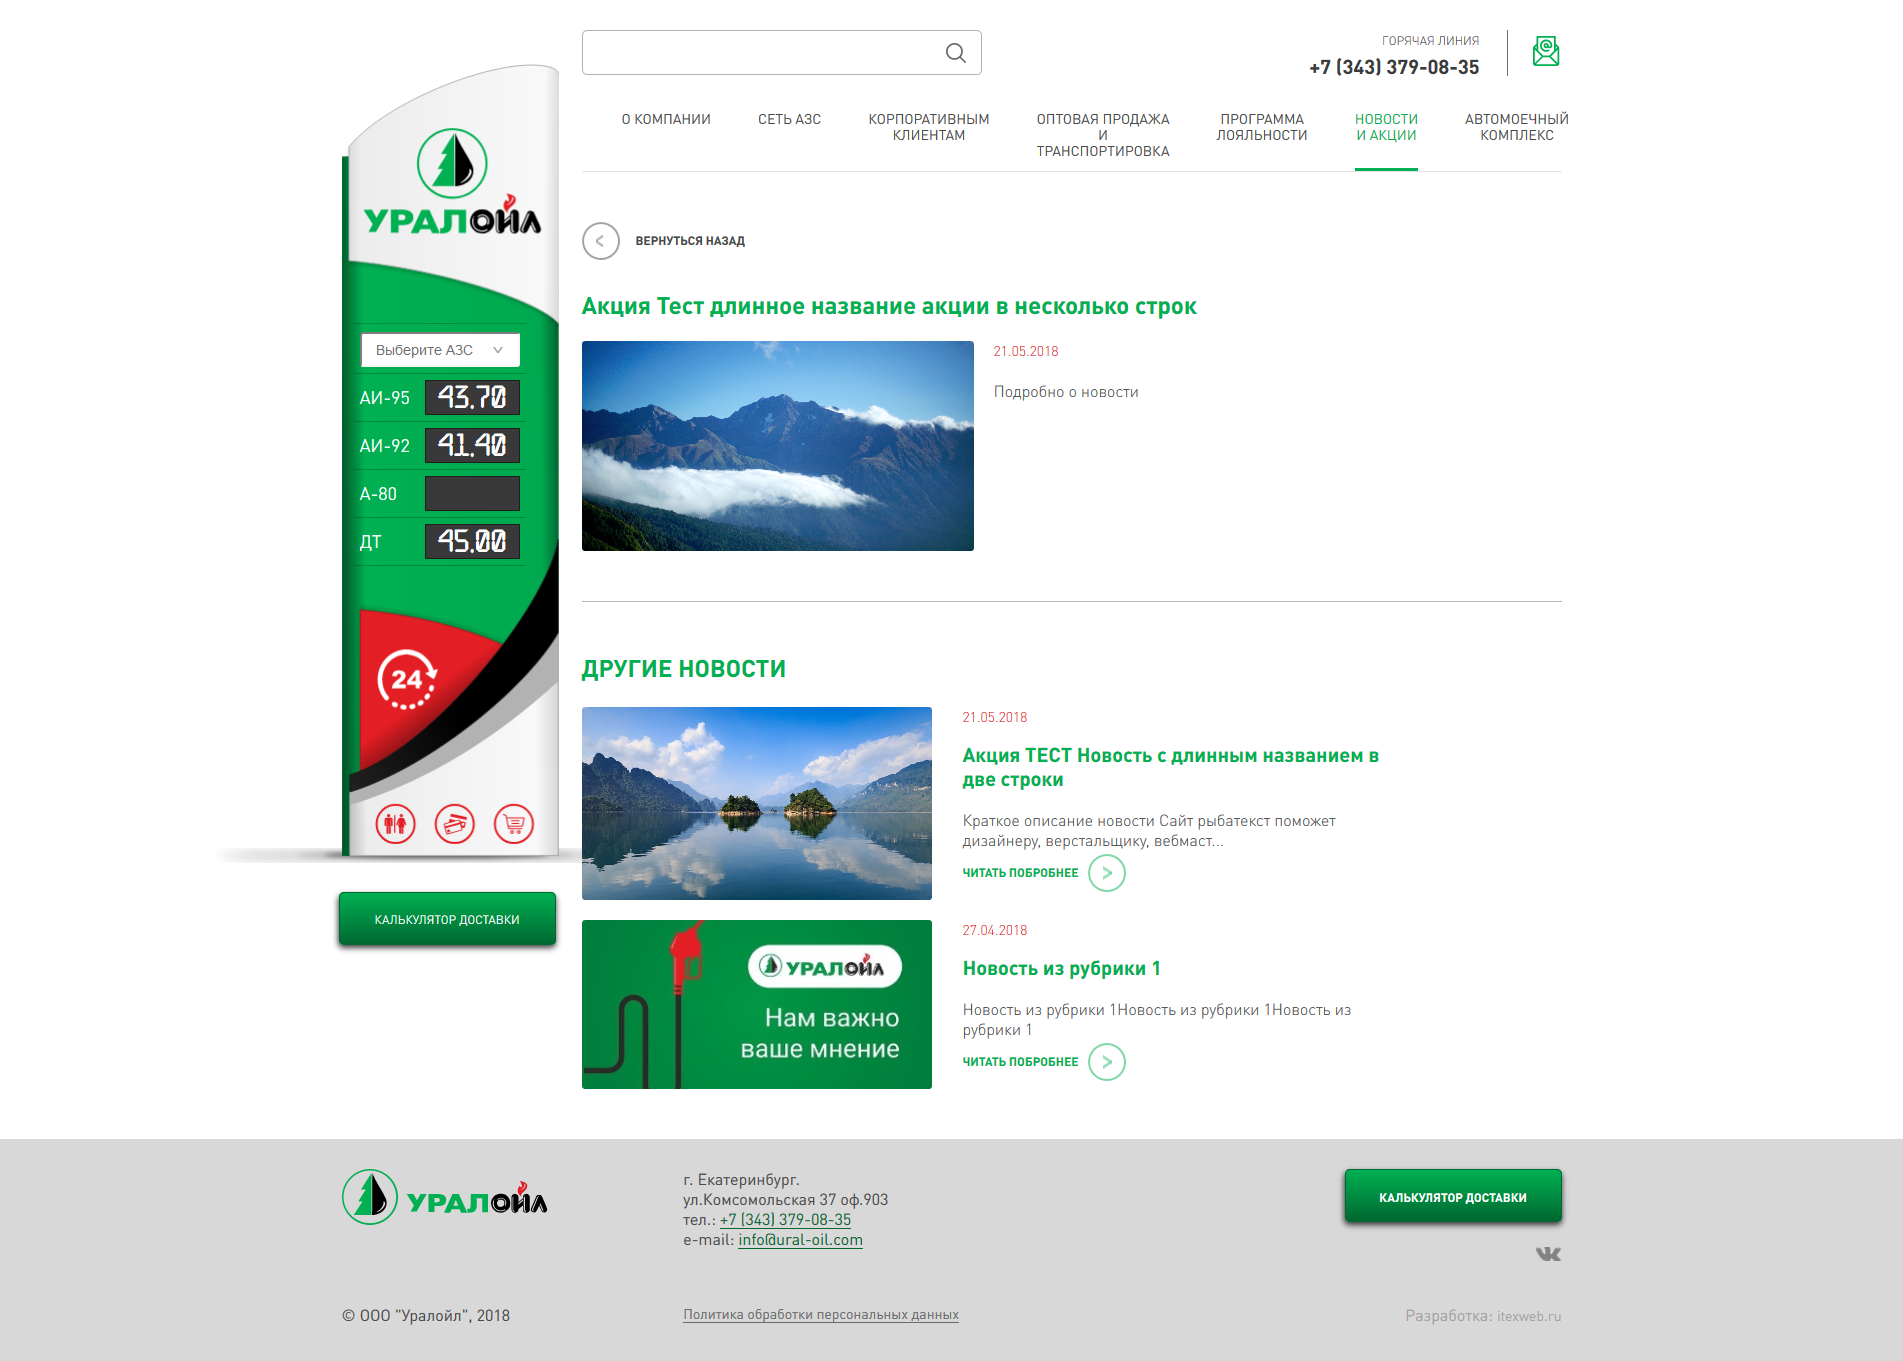 ГОРЯЧАЯ ЛИНИЯ
+7 (343) 379-08-35
О КОМПАНИИ
СЕТЬ АЗС
КОРПОРАТИВНЫМ
КЛИЕНТАМ
ОПТОВАЯ ПРОДАЖА
И
ТРАНСПОРТИРОВКА
ПРОГРАММА
ЛОЯЛЬНОСТИ
НОВОСТИ
И АКЦИИ
АВТОМОЕЧНЫЙ
КОМПЛЕКС
УРАЛОЙЛ
Выберите АЗС
АИ-95 43.70
АИ-92 41.40
А-80
ДТ 45.00
24
КАЛЬКУЛЯТОР ДОСТАВКИ
ВЕРНУТЬСЯ НАЗАД
Акция Тест длинное название акции в несколько строк
21.05.2018
Подробно о новости
ДРУГИЕ НОВОСТИ
21.05.2018
Акция ТЕСТ Новость с длинным названием в
две строки
Краткое описание новости Сайт рыбатекст поможет
дизайнеру, верстальщику, вебмаст...
ЧИТАТЬ ПОБРОБНЕЕ
УРАЛОЙЛ
Нам важно
ваше мнение
27.04.2018
Новость из рубрики 1
Новость из рубрики 1Новость из рубрики 1Новость из
рубрики 1
ЧИТАТЬ ПОБРОБНЕЕ
УРАЛОЙЛ
г. Екатеринбург.
ул.Комсомольская 37 оф.903
тел.: +7 (343) 379-08-35
e-mail: info@ural-oil.com
КАЛЬКУЛЯТОР ДОСТАВКИ
© ООО "Уралойл", 2018
Политика обработки персональных данных
Разработка: itexweb.ru